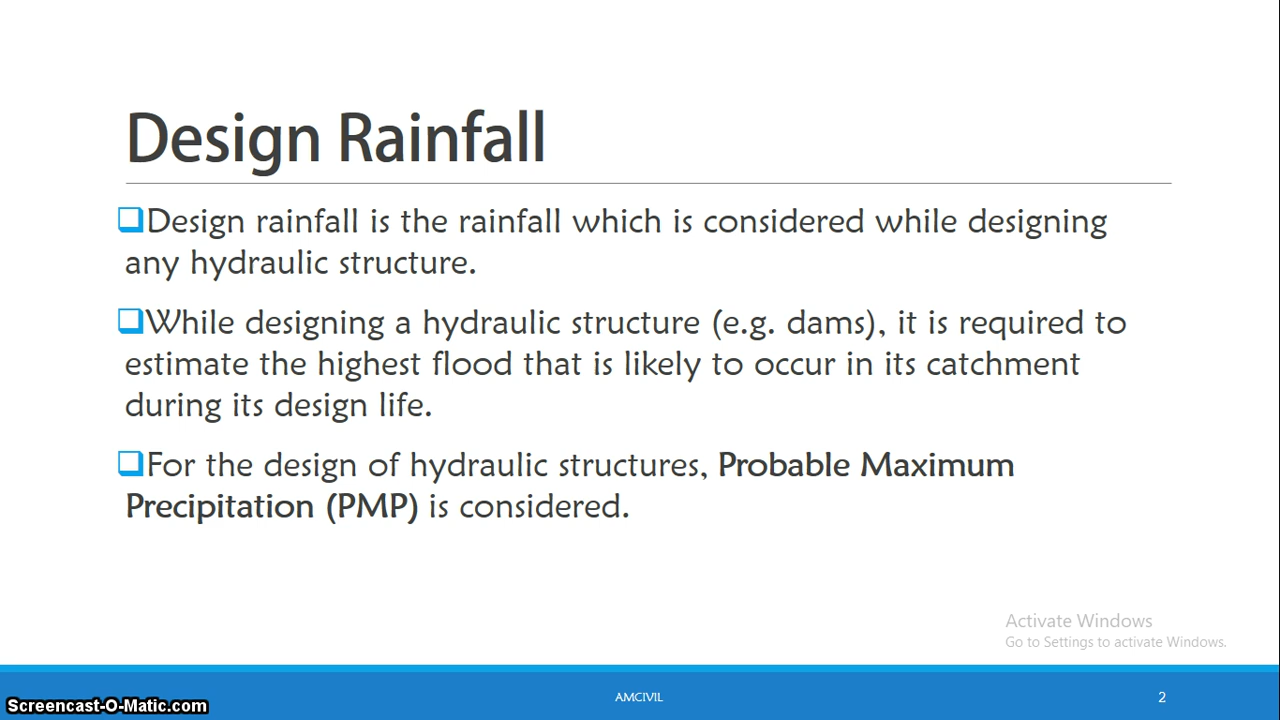 Design Rainfall
Design rainfall is the rainfall which is considered while designing
any hydraulic structure.
While designing a hydraulic structure (e.g. dams), it is required to
estimate the highest flood that is likely to occur in its catchment
during its design life.
For the design of hydraulic structures, Probable Maximum
Precipitation (PMP) is considered.
Activate Windows
Go to Settings to activate Windows.
Screencast-O-Matic.com
AMCIVIL
2